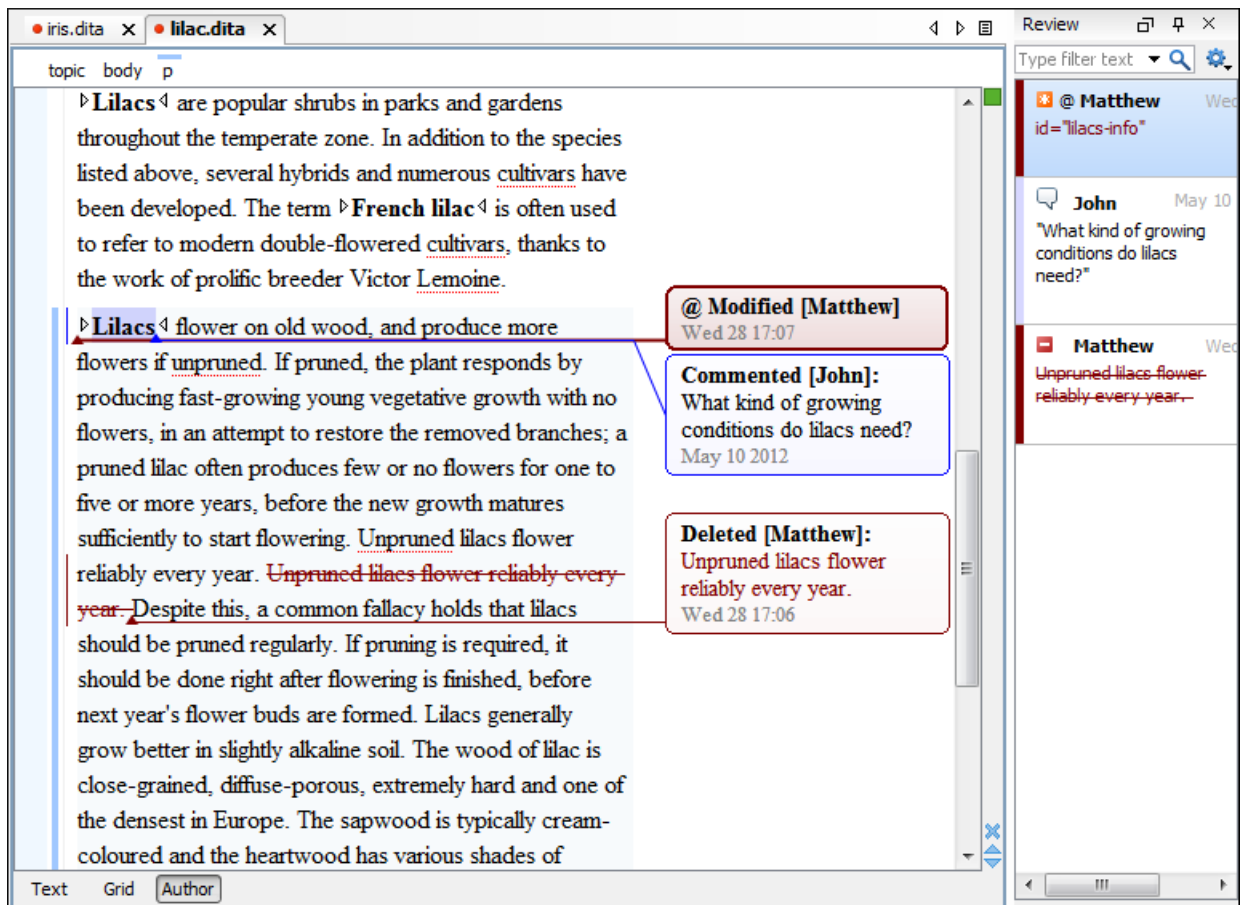 iris.dita
lilac.dita
topic body p
Lilacs are popular shrubs in parks and gardens
throughout the temperate zone. In addition to the species
listed above, several hybrids and numerous cultivars have
been developed. The term French lilac is often used
to refer to modern double-flowered cultivars, thanks to
the work of prolific breeder Victor Lemoine.
Lilacs flower on old wood, and produce more
flowers if unpruned. If pruned, the plant responds by
producing fast-growing young vegetative growth with no
flowers, in an attempt to restore the removed branches; a
pruned lilac often produces few or no flowers for one to
five or more years, before the new growth matures
sufficiently to start flowering. Unpruned lilacs flower
reliably every year. Unpruned lilacs flower reliably every
year. Despite this, a common fallacy holds that lilacs
should be pruned regularly. If pruning is required, it
should be done right after flowering is finished, before
next year's flower buds are formed. Lilacs generally
grow better in slightly alkaline soil. The wood of lilac is
close-grained, diffuse-porous, extremely hard and one of
the densest in Europe. The sapwood is typically cream-
coloured and the heartwood has various shades of
@ Modified [Matthew]
Wed 28 17:07
Commented [John]:
What kind of growing
conditions do lilacs need?
May 10 2012
Deleted [Matthew]:
Unpruned lilacs flower
reliably every year.
Wed 28 17:06
Text Grid Author
Review
Type filter text
@ Matthew Wed
id="lilacs-info"
John May 10
"What kind of growing
conditions do lilacs
need?"
Matthew Wed
Unpruned lilacs flower
reliably every year.